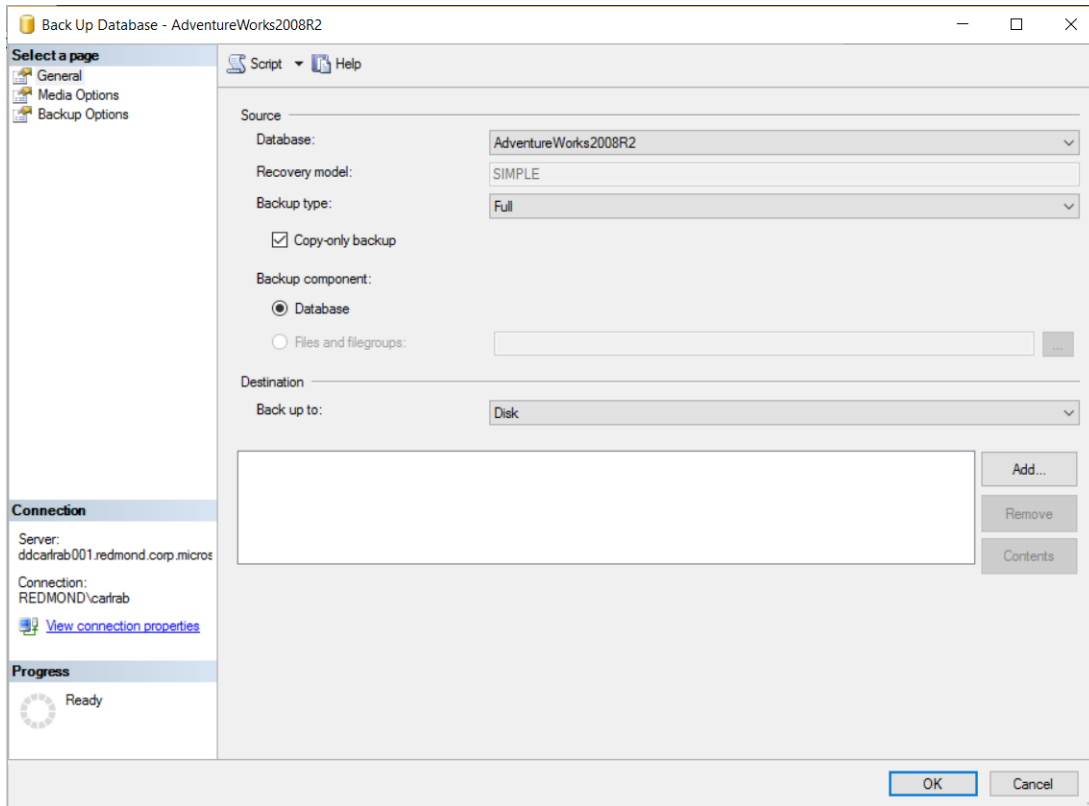 Back Up Database - AdventureWorks2008R2
Select a page
General
Media Options
Backup Options
Script
Help
Source
Database:
AdventureWorks2008R2
Recovery model:
SIMPLE
Backup type:
Full
Copy-only backup
Backup component:
Database
Files and filegroups:
...
Destination
Back up to:
Disk
Add...
Remove
Contents
Connection
Server:
ddcarlrab001.redmond.corp.micros
Connection:
REDMOND\carlrab
View connection properties
Progress
Ready
OK
Cancel